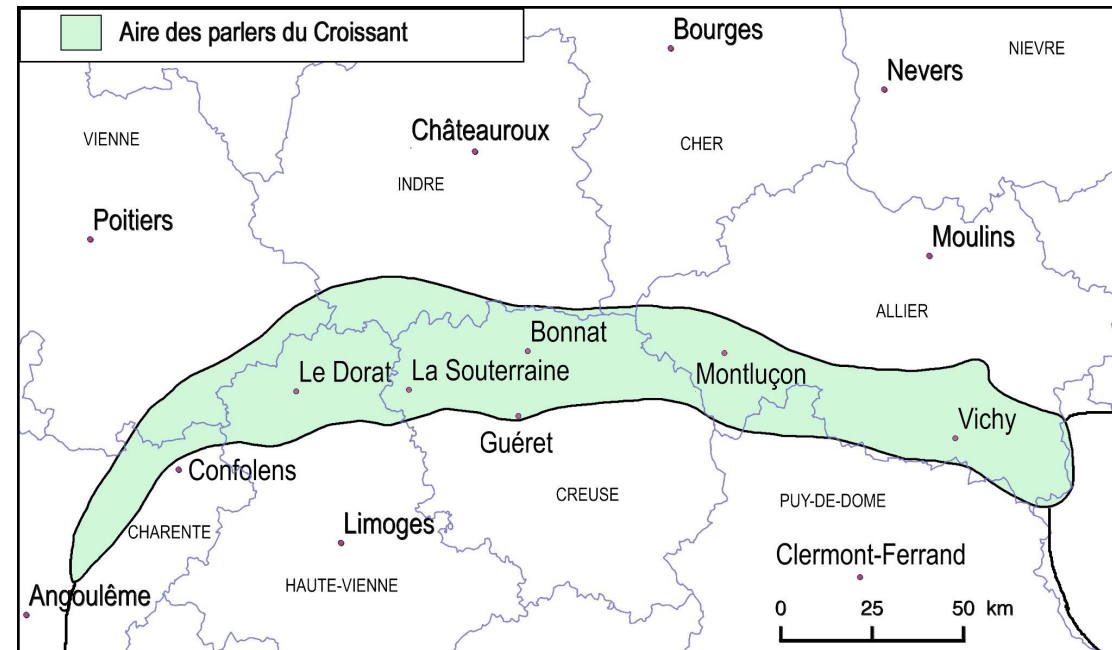 Aire des parlers du Croissant
Bourges
NIEVRE
Nevers
Châteauroux
VIENNE
CHER
INDRE
Poitiers
Moulins
ALLIER
Bonnat
Le Dorat
La Souterraine
Montluçon
Vichy
Guéret
Confolens
CREUSE
PUY-DE-DOME
CHARENTE
Limoges
Clermont-Ferrand
HAUTE-VIENNE
Angoulême
0 25 50 km